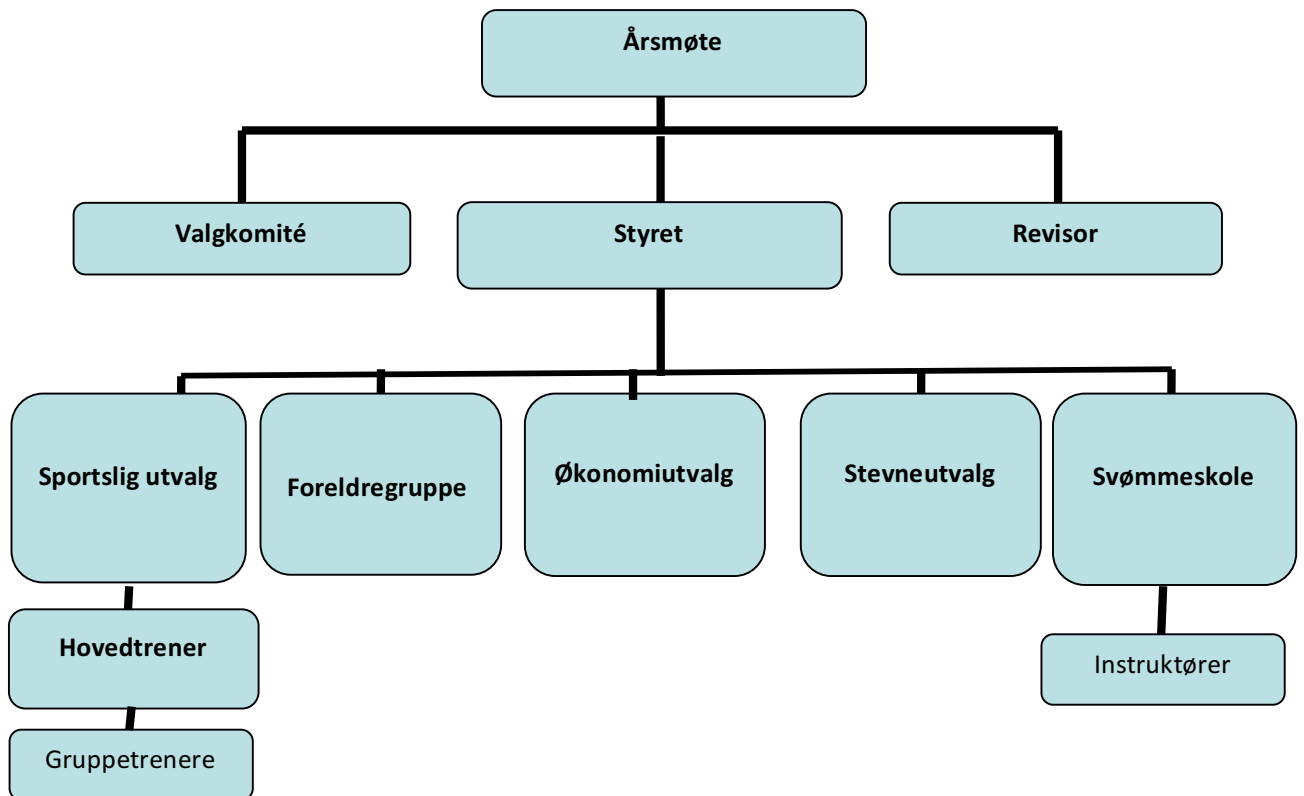 Årsmøte
Valgkomité
Styret
Revisor
Sportslig utvalg
Foreldregruppe
Økonomiutvalg
Stevneutvalg
Svømmeskole
Hovedtrener
Instruktører
Gruppetrenere